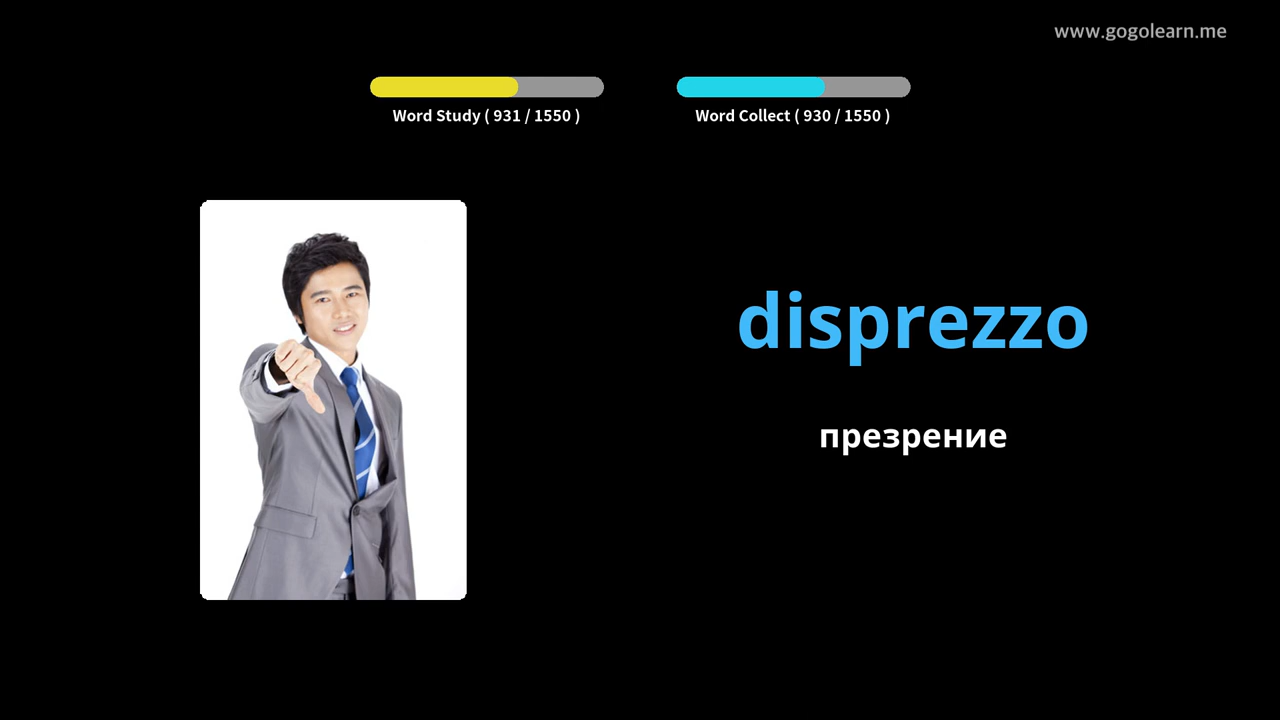 www.gogolearn.me
Word Study ( 931 / 1550 )
Word Collect ( 930 / 1550 )
disprezzo
презрение